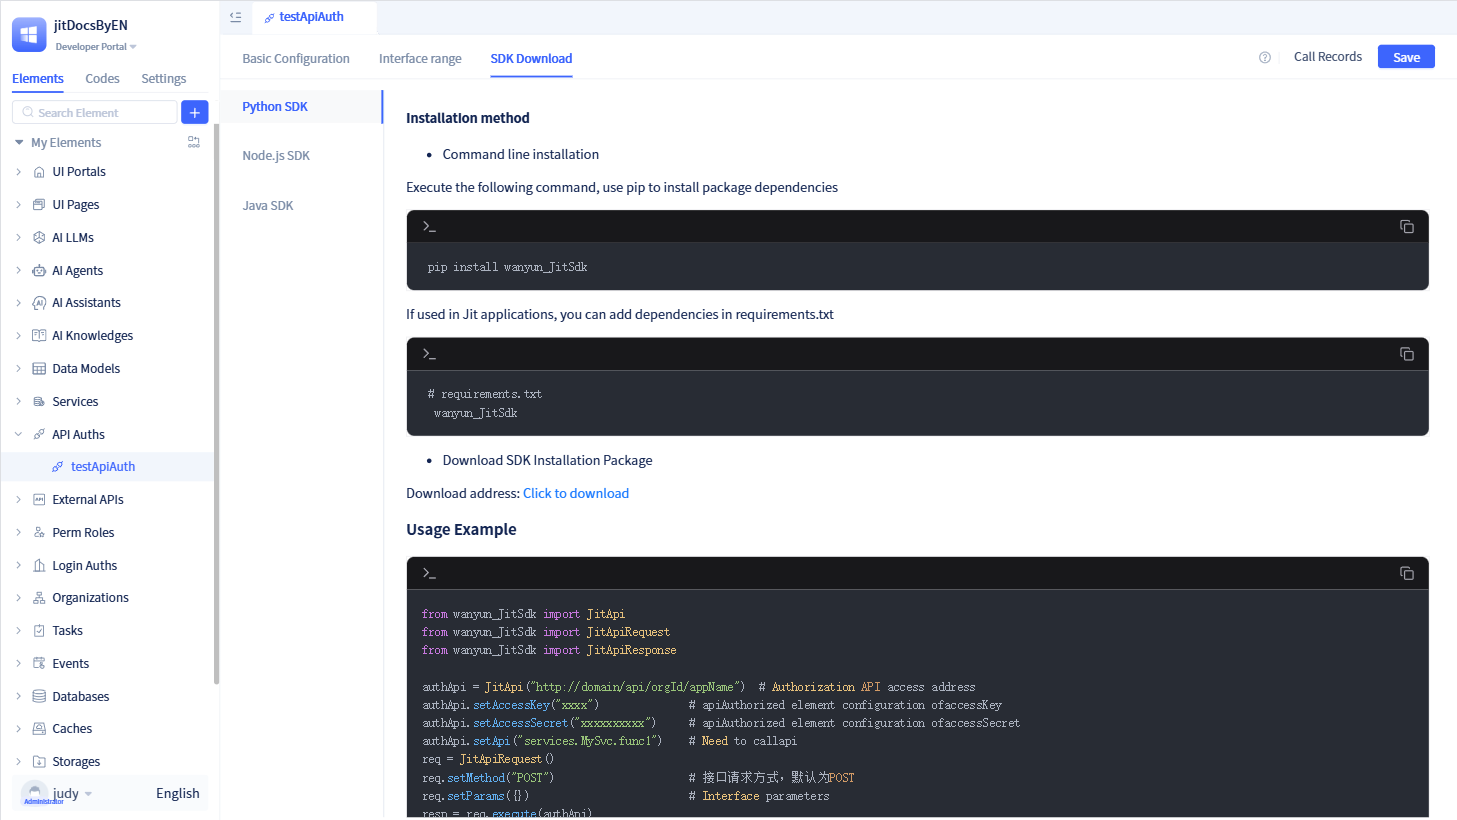 jitDocsByEN
Developer Portal
Elements
Codes
Settings
Search Element
My Elements
UI Portals
UI Pages
AI LLMs
AI Agents
AI Assistants
AI Knowledges
Data Models
Services
API Auths
testApiAuth
External APIs
Perm Roles
Login Auths
Organizations
Tasks
Events
Databases
Caches
Storages
judy
Administrator
English
testApiAuth
Basic Configuration
Interface range
SDK Download
Call Records
Save
Python SDK
Node.js SDK
Java SDK
Installation method
• Command line installation
Execute the following command, use pip to install package dependencies
>_
pip install wanyun_JitSdk
If used in Jit applications, you can add dependencies in requirements.txt
>_
# requirements.txt
wanyun_JitSdk
• Download SDK Installation Package
Download address: Click to download
Usage Example
>_
from wanyun_JitSdk import JitApi
from wanyun_JitSdk import JitApiRequest
from wanyun_JitSdk import JitApiResponse
authApi = JitApi("http://domain/api/orgId/appName") # Authorization API access address
authApi.setAccessKey("xxxx") # apiAuthorized element configuration ofaccessKey
authApi.setAccessSecret("xxxxxxxxxx") # apiAuthorized element configuration ofaccessSecret
authApi.setApi("services.MySvc.func1") # Need to callapi
req = JitApiRequest()
req.setMethod("POST") # 接口请求方式，默认为POST
req.setParams({}) # Interface parameters
resp = req.execute(authApi)